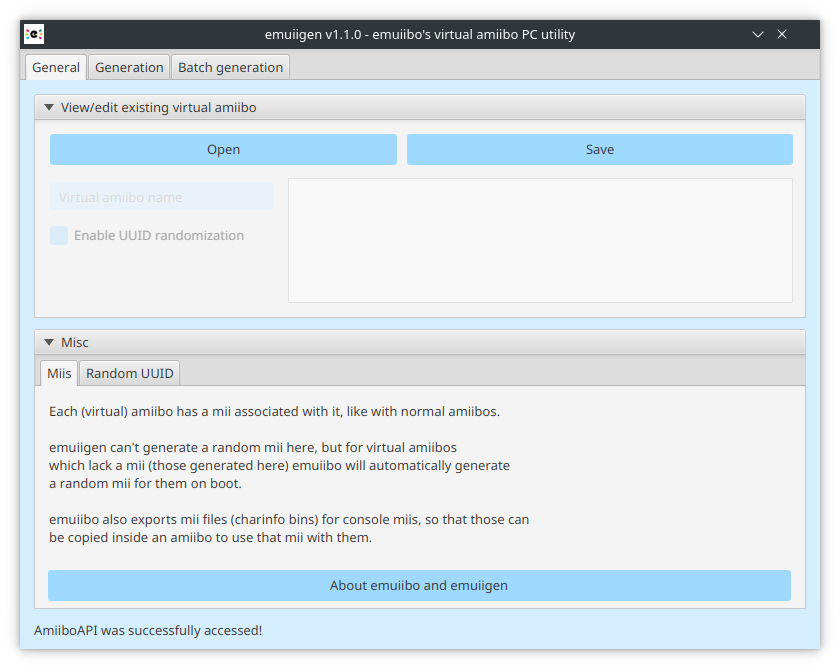 emuiigen v1.1.0 - emuiibo's virtual amiibo PC utility
General
Generation
Batch generation
View/edit existing virtual amiibo
Open
Save
Virtual amiibo name
Enable UUID randomization
Misc
Miis
Random UUID
Each (virtual) amiibo has a mii associated with it, like with normal amiibos.
emuiigen can't generate a random mii here, but for virtual amiibos
which lack a mii (those generated here) emuiibo will automatically generate
a random mii for them on boot.
emuiibo also exports mii files (charinfo bins) for console miis, so that those can
be copied inside an amiibo to use that mii with them.
About emuiibo and emuiigen
AmiiboAPI was successfully accessed!